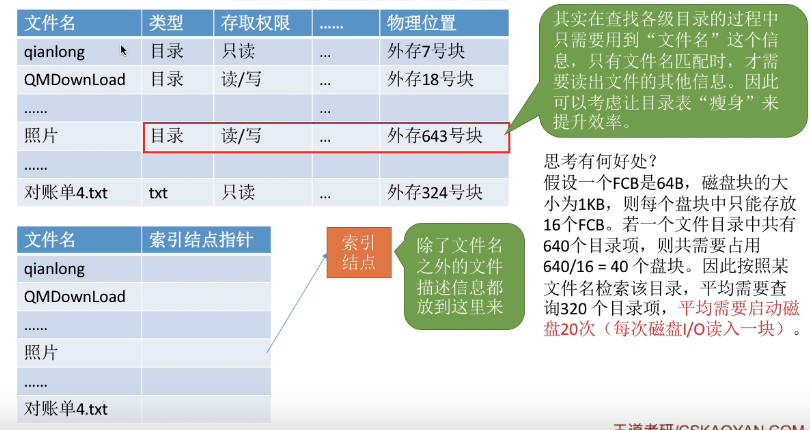 文件名 类型 存取权限 …… 物理位置
qianlong 目录 只读 ... 外存7号块
QMDownLoad 目录 读/写 ... 外存18号块
…… ...
照片 目录 读/写 ... 外存643号块
……
对账单4.txt txt 只读 ... 外存324号块
其实在查找各级目录的过程中
只需要用到“文件名”这个信
息，只有文件名匹配时，才需
要读出文件的其他信息。因此
可以考虑让目录表“瘦身”来
提升效率。
文件名 索引结点指针
qianlong
QMDownLoad
……
照片
……
对账单4.txt
索引
结点
除了文件名
之外的文件
描述信息都
放到这里来
思考有何好处？
假设一个FCB是64B，磁盘块的大
小为1KB，则每个盘块中只能存放
16个FCB。若一个文件目录中共有
640个目录项，则共需要占用
640/16 = 40 个盘块。因此按照某
文件名检索该目录，平均需要查
询320 个目录项，平均需要启动磁
盘20次（每次磁盘I/O读入一块）。